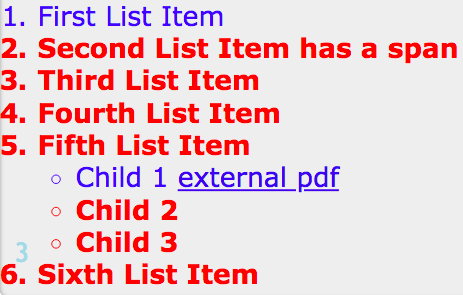 1. First List Item
2. Second List Item has a span
3. Third List Item
4. Fourth List Item
5. Fifth List Item
Child 1 external pdf
Child 2
Child 3
3
6. Sixth List Item